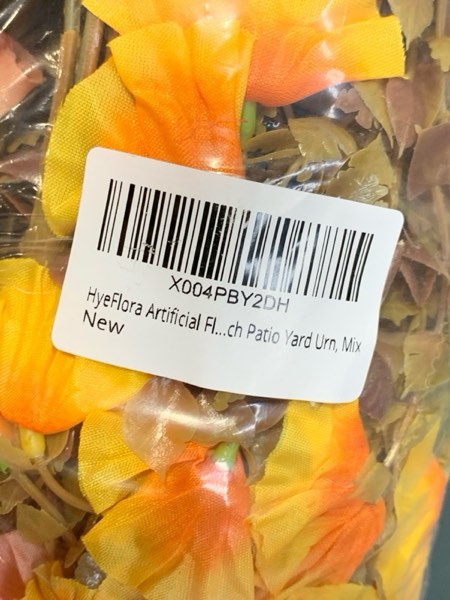 X004PBY2DH
HyeFlora Artificial Fl...ch Patio Yard Urn, Mix
New